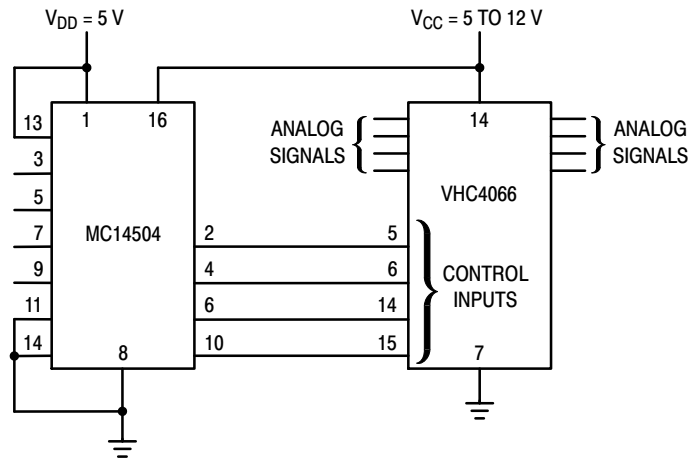 VDD = 5 V
VCC = 5 TO 12 V
13
1
16
14
ANALOG
SIGNALS
ANALOG
SIGNALS
3
5
VHC4066
7
MC14504
2
5
9
4
6
CONTROL
INPUTS
11
6
14
14
8
10
15
7